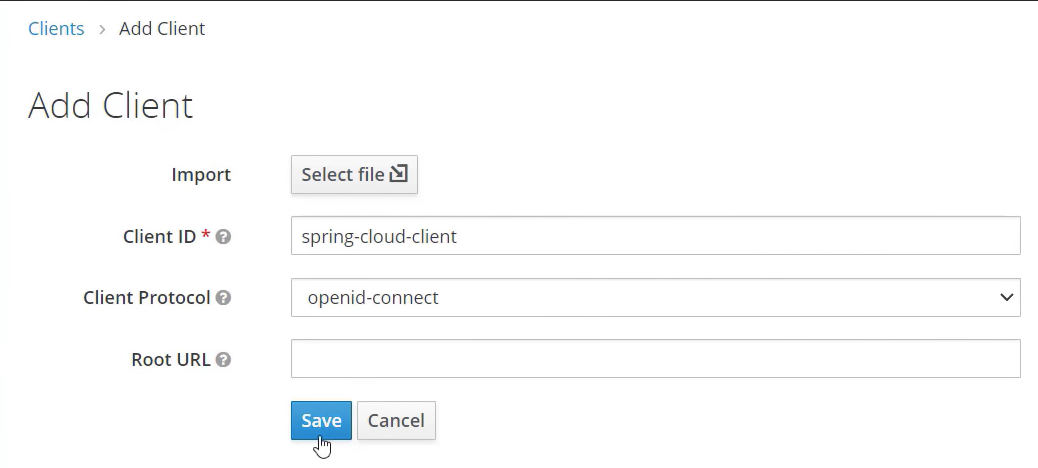 Clients > Add Client
Add Client
Import Select file
Client ID * spring-cloud-client
Client Protocol openid-connect
Root URL
Save Cancel